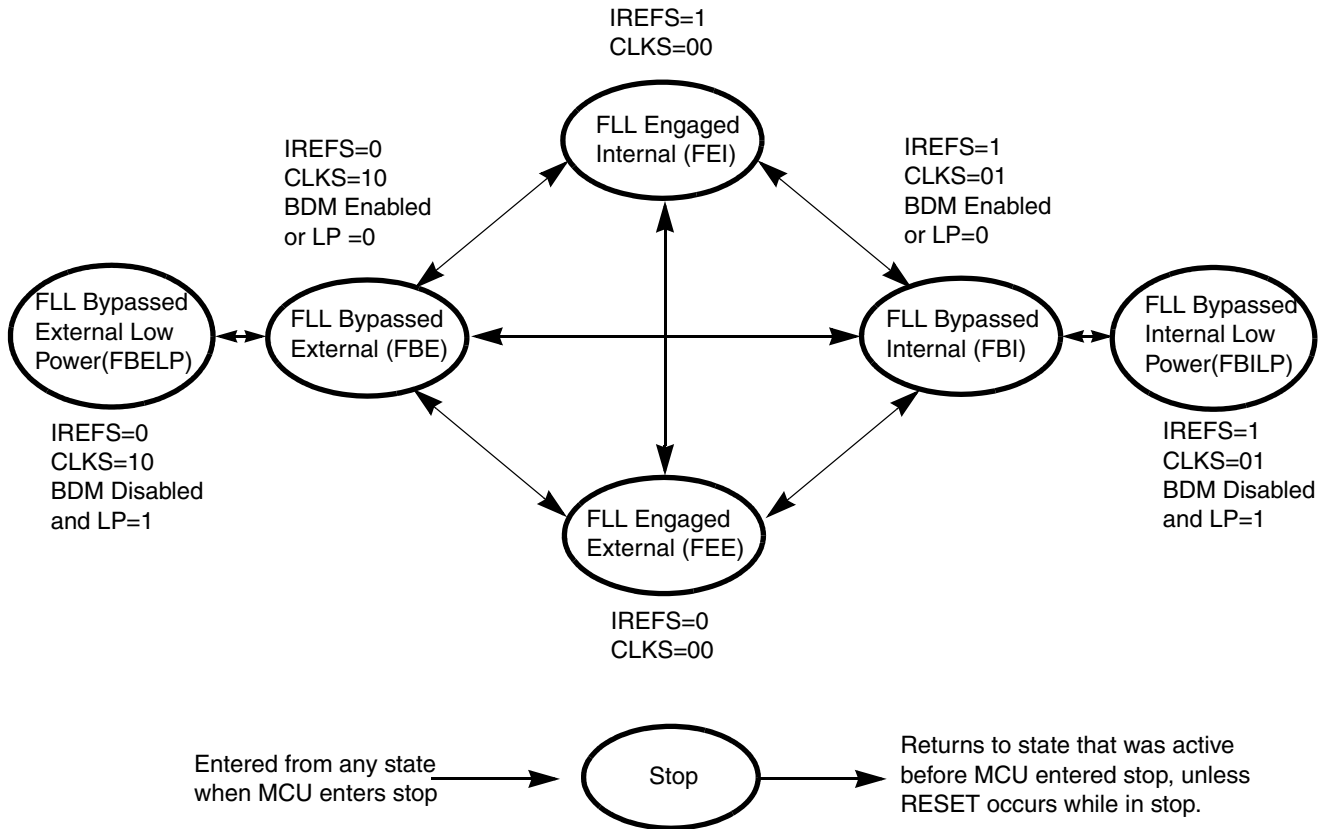 IREFS=1
CLKS=00
FLL Engaged
Internal (FEI)
IREFS=0
CLKS=10
BDM Enabled
or LP =0
IREFS=1
CLKS=01
BDM Enabled
or LP=0
FLL Bypassed
External Low
Power(FBELP)
FLL Bypassed
External (FBE)
FLL Bypassed
Internal (FBI)
FLL Bypassed
Internal Low
Power(FBILP)
IREFS=0
CLKS=10
BDM Disabled
and LP=1
IREFS=1
CLKS=01
BDM Disabled
and LP=1
FLL Engaged
External (FEE)
IREFS=0
CLKS=00
Entered from any state
when MCU enters stop
Stop
Returns to state that was active
before MCU entered stop, unless
RESET occurs while in stop.